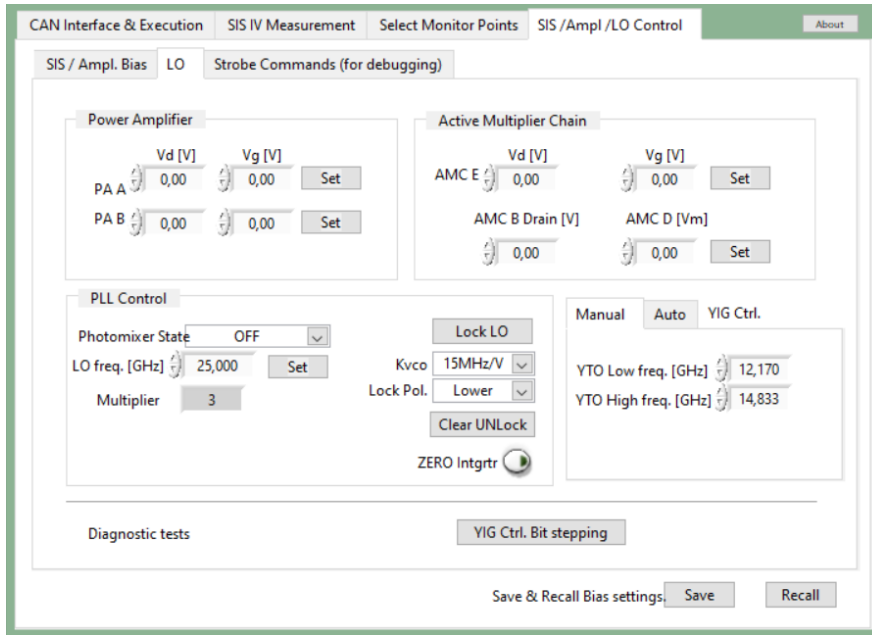 CAN Interface & Execution SIS IV Measurement Select Monitor Points SIS /Ampl /LO Control About
SIS / Ampl. Bias LO Strobe Commands (for debugging)
Power Amplifier
Vd [V] Vg [V]
PA A 0,00 0,00 Set
PA B 0,00 0,00 Set
Active Multiplier Chain
Vd [V] Vg [V]
AMC E 0,00 0,00 Set
AMC B Drain [V] AMC D [Vm]
0,00 0,00 Set
PLL Control
Photomixer State OFF Lock LO
LO freq. [GHz] 25,000 Set Kvco 15MHz/V
Multiplier 3 Lock Pol. Lower
Clear UNLock
ZERO Intgrtr
Manual Auto YIG Ctrl.
YTO Low freq. [GHz] 12,170
YTO High freq. [GHz] 14,833
Diagnostic tests YIG Ctrl. Bit stepping
Save & Recall Bias settings. Save Recall